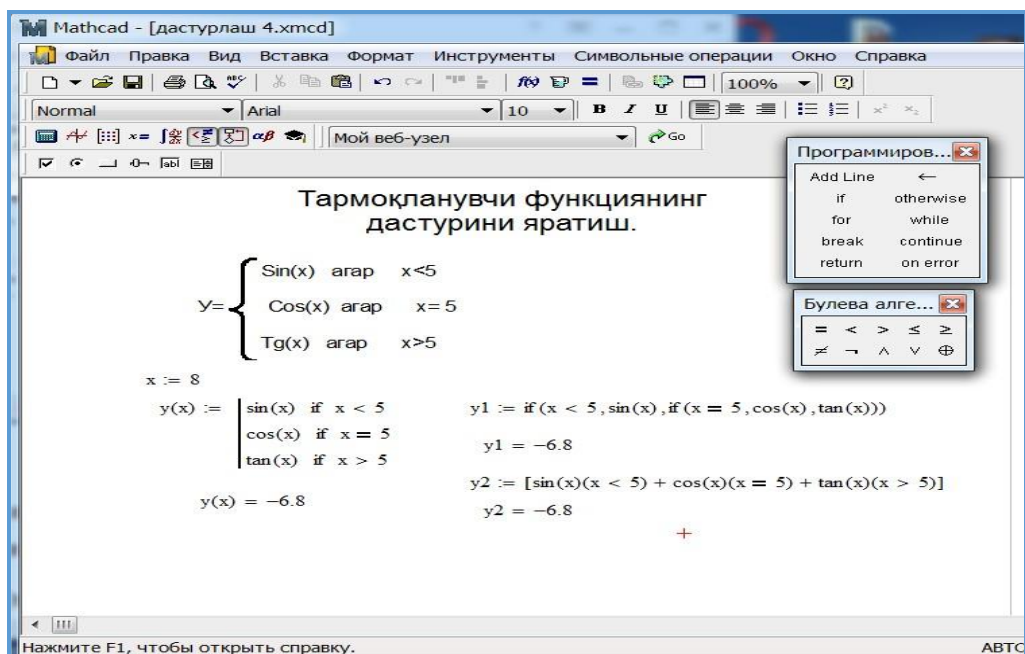 Mathcad - [дастурлаш 4.xmcd]
Файл Правка Вид Вставка Формат Инструменты Символьные операции Окно Справка
100%
Normal Arial 10 B I U
Мой веб-узел Go
Программиров...
Add Line ←
if otherwise
for while
break continue
return on error
Булева алге...
= < > ≤ ≥
≠ ¬ ∧ ∨ ⊕
Тармоқланувчи функциянинг
дастурини яратиш.
Sin(x) агар x<5
У= Cos(x) агар x= 5
Tg(x) агар x>5
x := 8
y(x) := sin(x) if x < 5
cos(x) if x = 5
tan(x) if x > 5
y(x) = −6.8
y1 := if(x < 5,sin(x),if(x = 5,cos(x),tan(x)))
y1 = −6.8
y2 := [sin(x)(x < 5) + cos(x)(x = 5) + tan(x)(x > 5)]
y2 = −6.8
Нажмите F1, чтобы открыть справку. АВТО